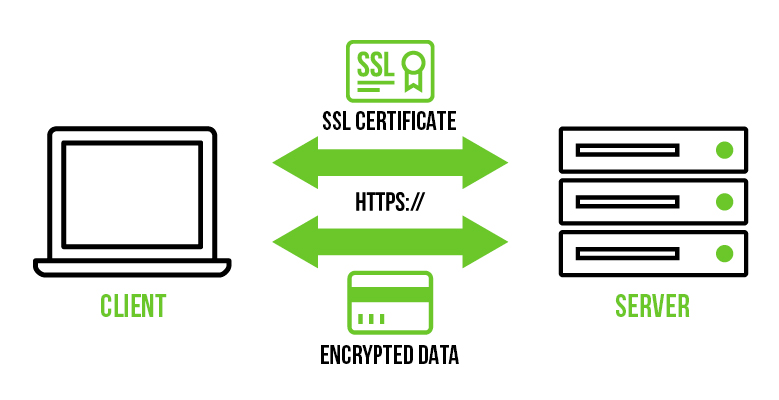 SSL
SSL CERTIFICATE
HTTPS://
CLIENT
SERVER
ENCRYPTED DATA